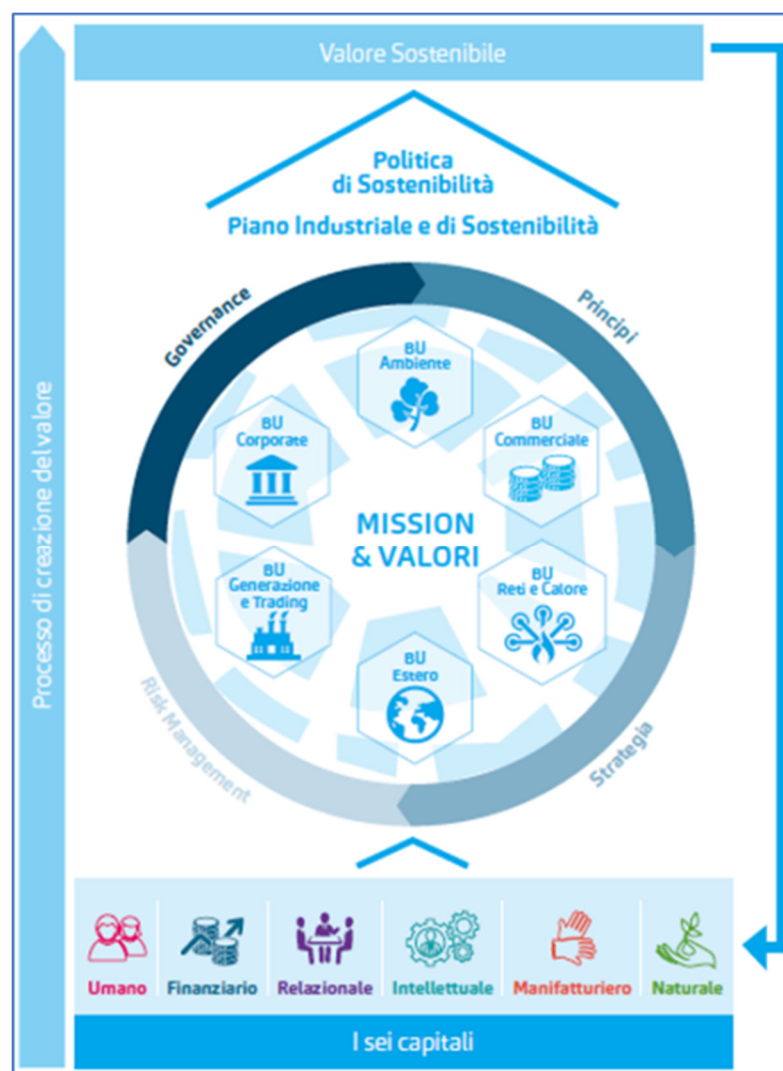 Valore Sostenibile
Politica
di Sostenibilità
Piano Industriale e di Sostenibilità
Processo di creazione del valore
Governance
Principi
BU
Ambiente
BU
Corporate
BU
Commerciale
MISSION
& VALORI
BU
Generazione
e Trading
BU
Reti e Calore
BU
Estero
Risk Management
Strategia
Umano
Finanziario
Relazionale
Intellettuale
Manifatturiero
Naturale
I sei capitali